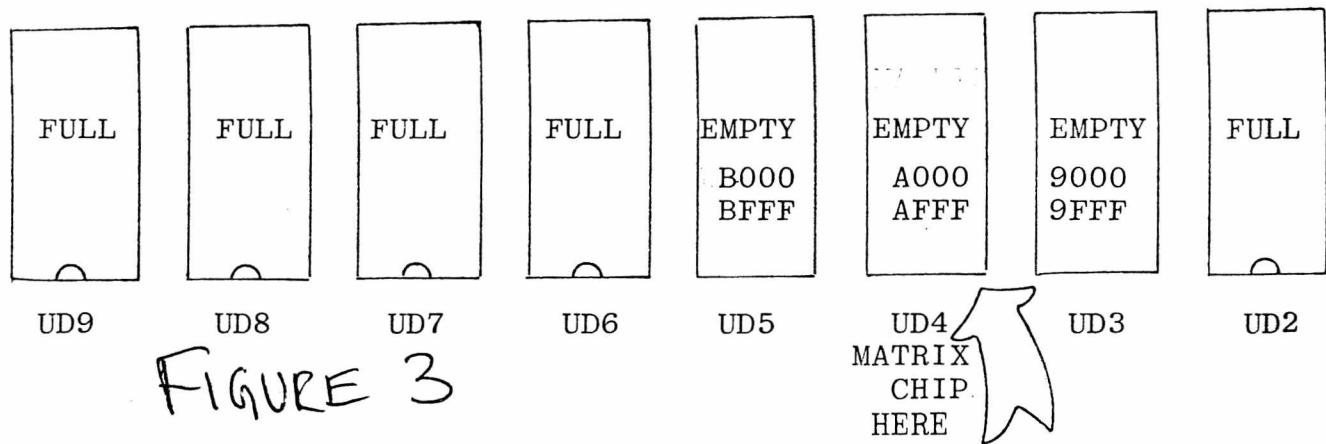 FULL FULL FULL FULL EMPTY EMPTY EMPTY FULL
B000 A000 9000
BFFF AFFF 9FFF
UD9 UD8 UD7 UD6 UD5 UD4 UD3 UD2
MATRIX
CHIP
HERE
FIGURE 3